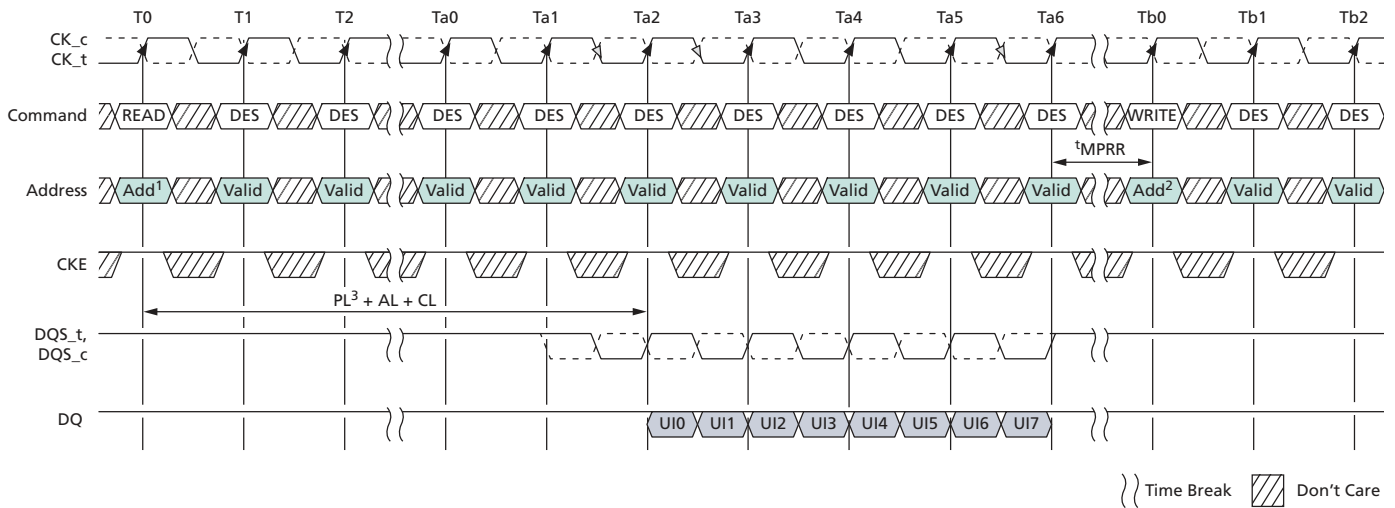 T0 T1 T2 Ta0 Ta1 Ta2 Ta3 Ta4 Ta5 Ta6 Tb0 Tb1 Tb2
CK_c
CK_t
Command READ DES DES DES DES DES DES DES DES DES WRITE DES DES
tMPRR
Address Add1 Valid Valid Valid Valid Valid Valid Valid Valid Valid Add2 Valid Valid
CKE
PL3 + AL + CL
DQS_t,
DQS_c
DQ UI0 UI1 UI2 UI3 UI4 UI5 UI6 UI7
Time Break Don't Care